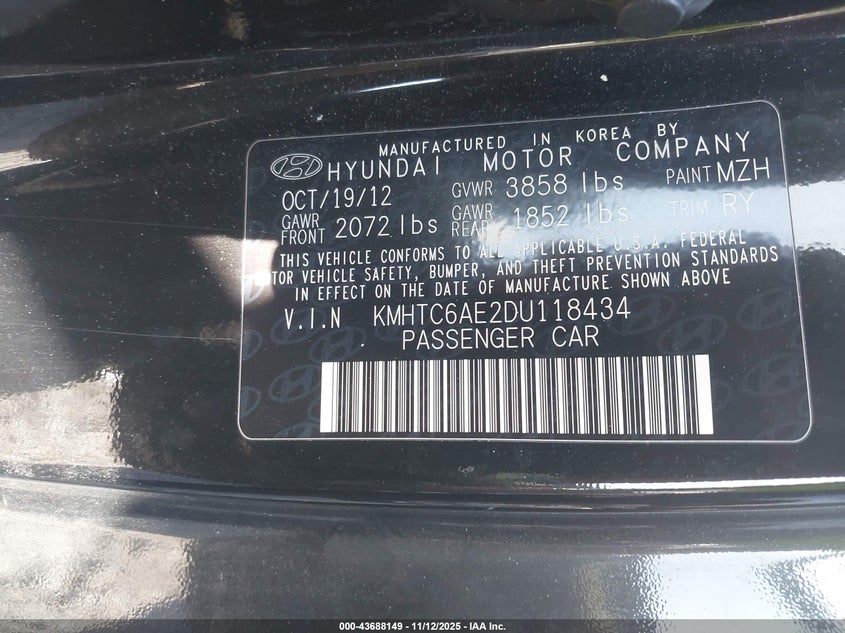 MANUFACTURED IN KOREA BY
HYUNDAI MOTOR COMPANY
OCT/19/12 GVWR 3858 lbs PAINT MZH
GAWR FRONT 2072 lbs GAWR REAR 1852 lbs TRIM RY
THIS VEHICLE CONFORMS TO ALL APPLICABLE U.S.A. FEDERAL
MOTOR VEHICLE SAFETY, BUMPER, AND THEFT PREVENTION STANDARDS
IN EFFECT ON THE DATE OF MANUFACTURE SHOWN ABOVE
V.I.N KMHTC6AE2DU118434
PASSENGER CAR
000-43688149 - 11/12/2025 - IAA Inc.